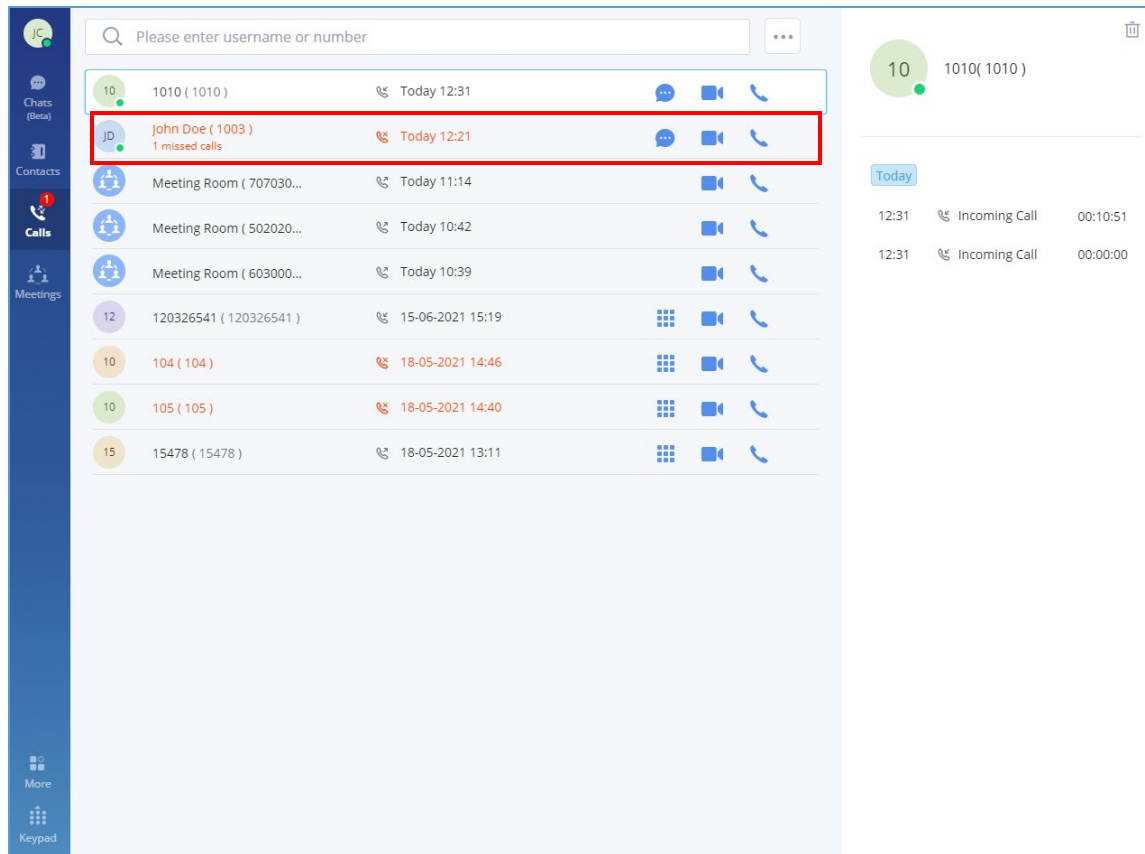 JC
Chats
(Beta)
Contacts
1
Calls
Meetings
More
Keypad
Please enter username or number
10 1010 ( 1010 ) Today 12:31
JD John Doe ( 1003 ) Today 12:21
1 missed calls
Meeting Room ( 707030... Today 11:14
Meeting Room ( 502020... Today 10:42
Meeting Room ( 603000... Today 10:39
12 120326541 ( 120326541 ) 15-06-2021 15:19
10 104 ( 104 ) 18-05-2021 14:46
10 105 ( 105 ) 18-05-2021 14:40
15 15478 ( 15478 ) 18-05-2021 13:11
10 1010( 1010 )
Today
12:31 Incoming Call 00:10:51
12:31 Incoming Call 00:00:00